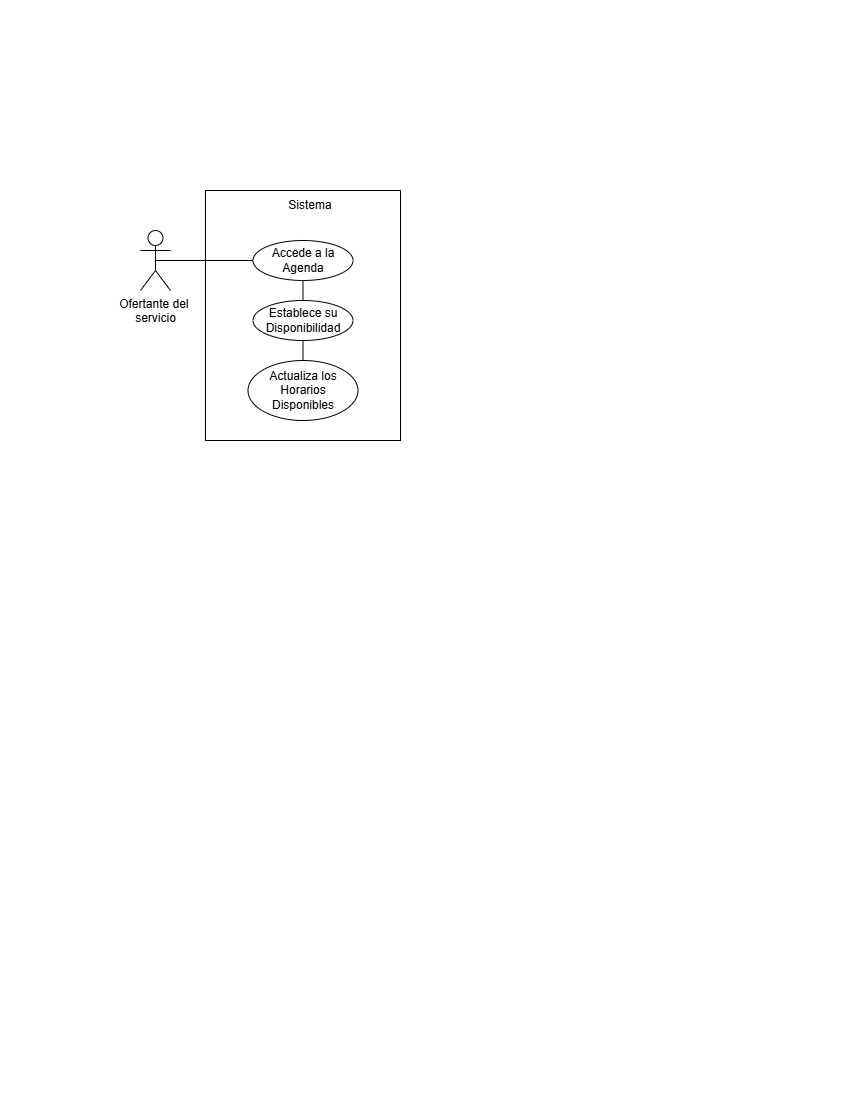 Sistema
Accede a la
Agenda
Ofertante del
servicio
Establece su
Disponibilidad
Actualiza los
Horarios
Disponibles